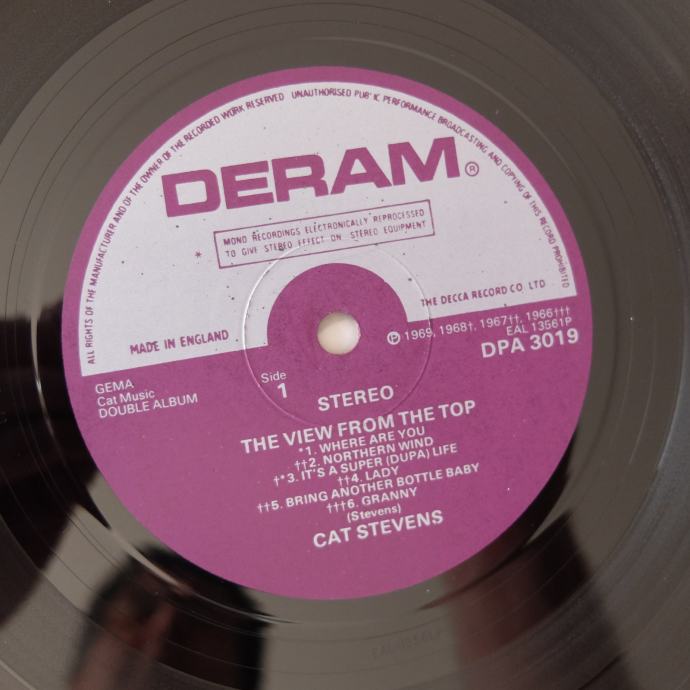 ALL RIGHTS OF THE MANUFACTURER AND OF THE OWNER OF THE RECORDED WORK RESERVED UNAUTHORISED PUB'IC PERFORMANCE BROADCASTING AND COPYING OF THIS RECORD PROHIBITED
DERAM®
* MONO RECORDINGS ELECTRONICALLY REPROCESSED
TO GIVE STEREO EFFECT ON STEREO EQUIPMENT
THE DECCA RECORD CO LTD
MADE IN ENGLAND
℗ 1969, 1968†, 1967††, 1966†††
EAL 13561P
DPA 3019
GEMA
Cat Music
DOUBLE ALBUM
Side
1
STEREO
THE VIEW FROM THE TOP
*1. WHERE ARE YOU
††2. NORTHERN WIND
†*3. IT'S A SUPER (DUPA) LIFE
††4. LADY
††5. BRING ANOTHER BOTTLE BABY
†††6. GRANNY
(Stevens)
CAT STEVENS